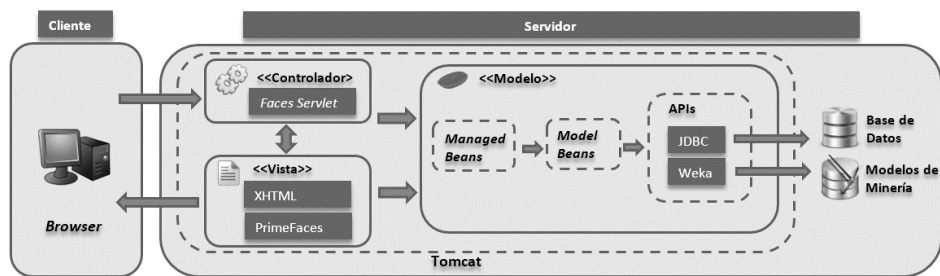 Cliente
Servidor
<<Controlador>
Faces Servlet
<<Vista>>
XHTML
PrimeFaces
<<Modelo>>
Managed
Beans
Model
Beans
APIs
JDBC
Weka
Base de
Datos
Modelos de
Minería
Browser
Tomcat